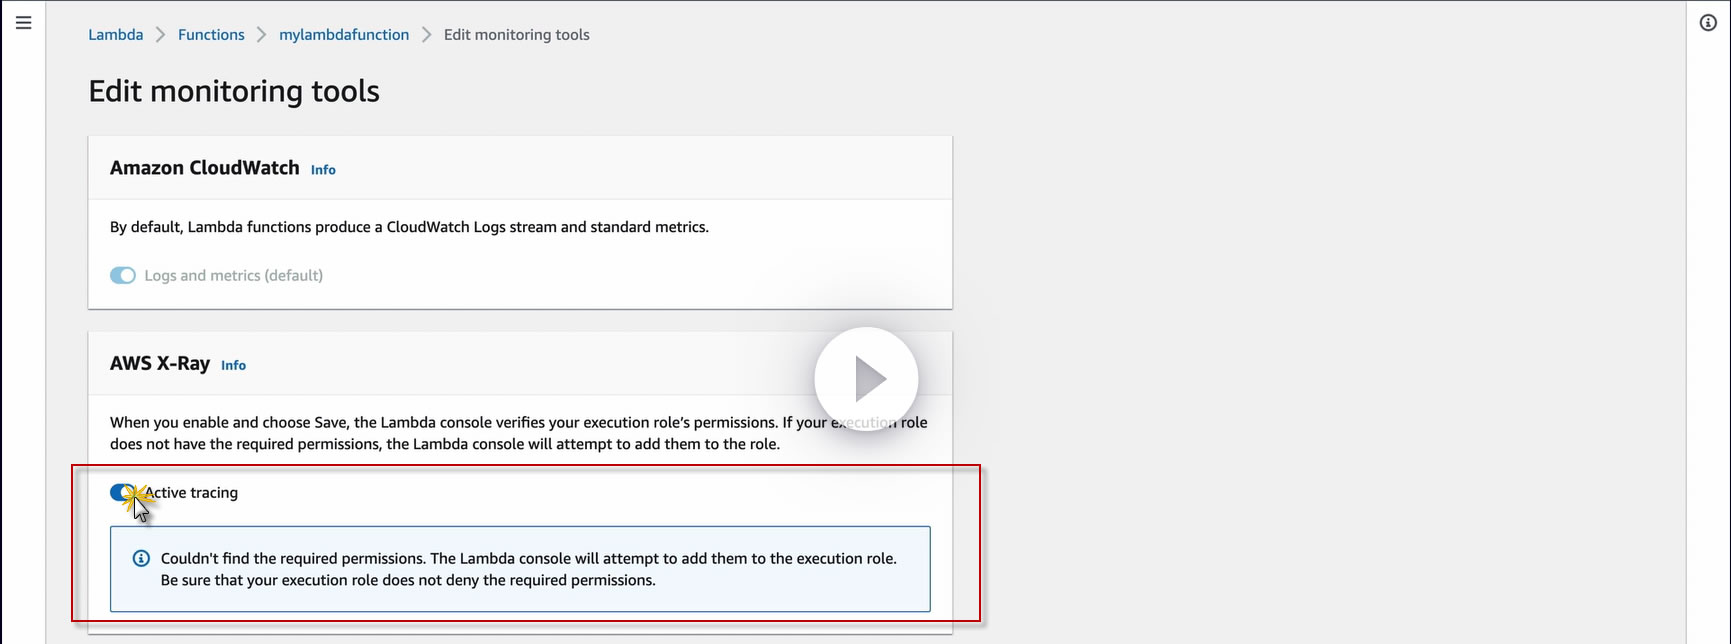 Lambda > Functions > mylambdafunction > Edit monitoring tools
Edit monitoring tools
Amazon CloudWatch Info
By default, Lambda functions produce a CloudWatch Logs stream and standard metrics.
Logs and metrics (default)
AWS X-Ray Info
When you enable and choose Save, the Lambda console verifies your execution role's permissions. If your execution role
does not have the required permissions, the Lambda console will attempt to add them to the role.
Active tracing
Couldn't find the required permissions. The Lambda console will attempt to add them to the execution role.
Be sure that your execution role does not deny the required permissions.